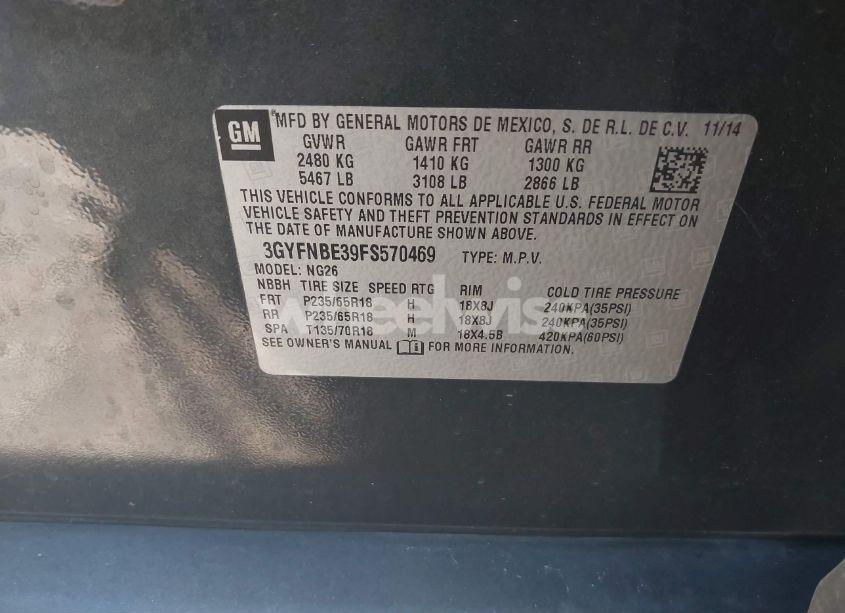 GM
MFD BY GENERAL MOTORS DE MEXICO, S. DE R.L. DE C.V. 11/14
GVWR GAWR FRT GAWR RR
2480 KG 1410 KG 1300 KG
5467 LB 3108 LB 2866 LB
THIS VEHICLE CONFORMS TO ALL APPLICABLE U.S. FEDERAL MOTOR
VEHICLE SAFETY AND THEFT PREVENTION STANDARDS IN EFFECT ON
THE DATE OF MANUFACTURE SHOWN ABOVE.
3GYFNBE39FS570469 TYPE: M.P.V.
MODEL: NG26
NBBH TIRE SIZE SPEED RTG RIM COLD TIRE PRESSURE
FRT P235/65R18 H 18X8J 240KPA(35PSI)
RR P235/65R18 H 18X8J 240KPA(35PSI)
SPA T135/70R18 M 18X4.5B 420KPA(60PSI)
SEE OWNER'S MANUAL FOR MORE INFORMATION.